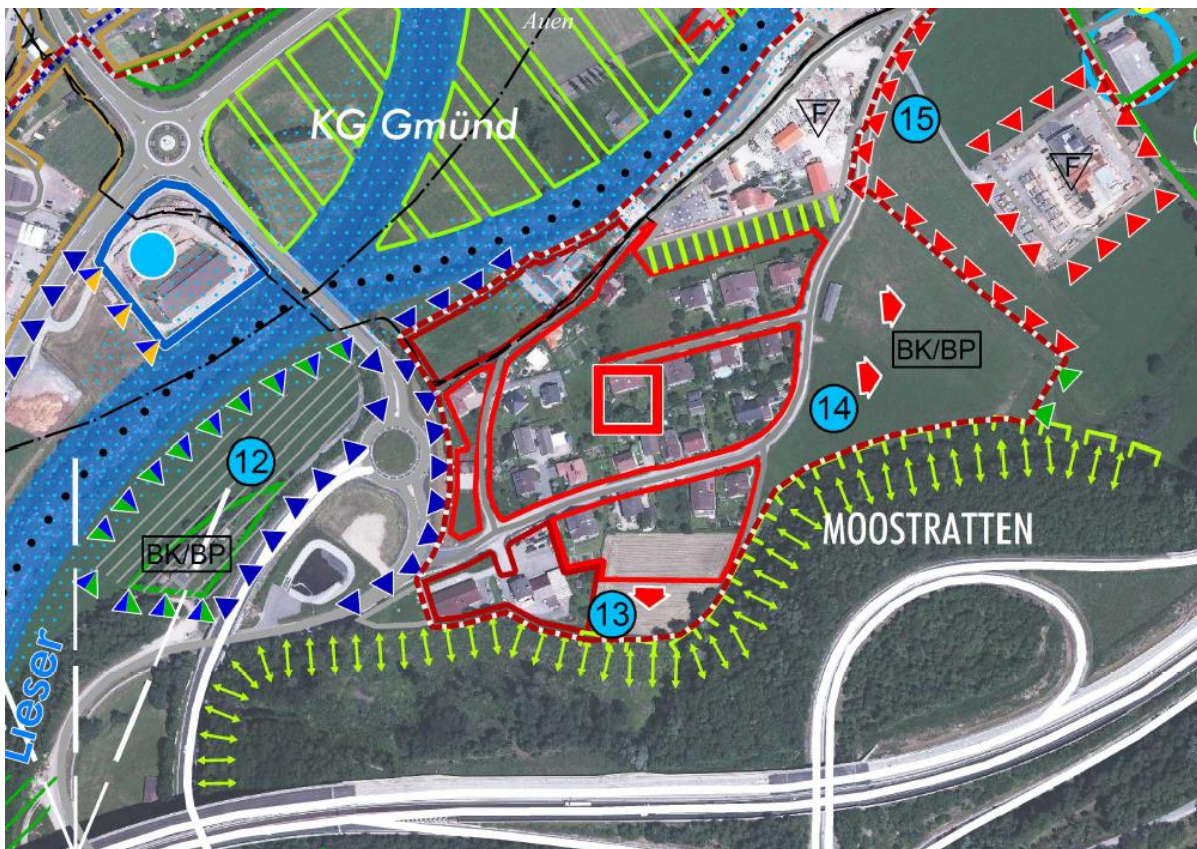 Auen
KG Gmünd
F
15
F
BK/BP
14
12
MOOSTRATTEN
BK/BP
13
Lieser